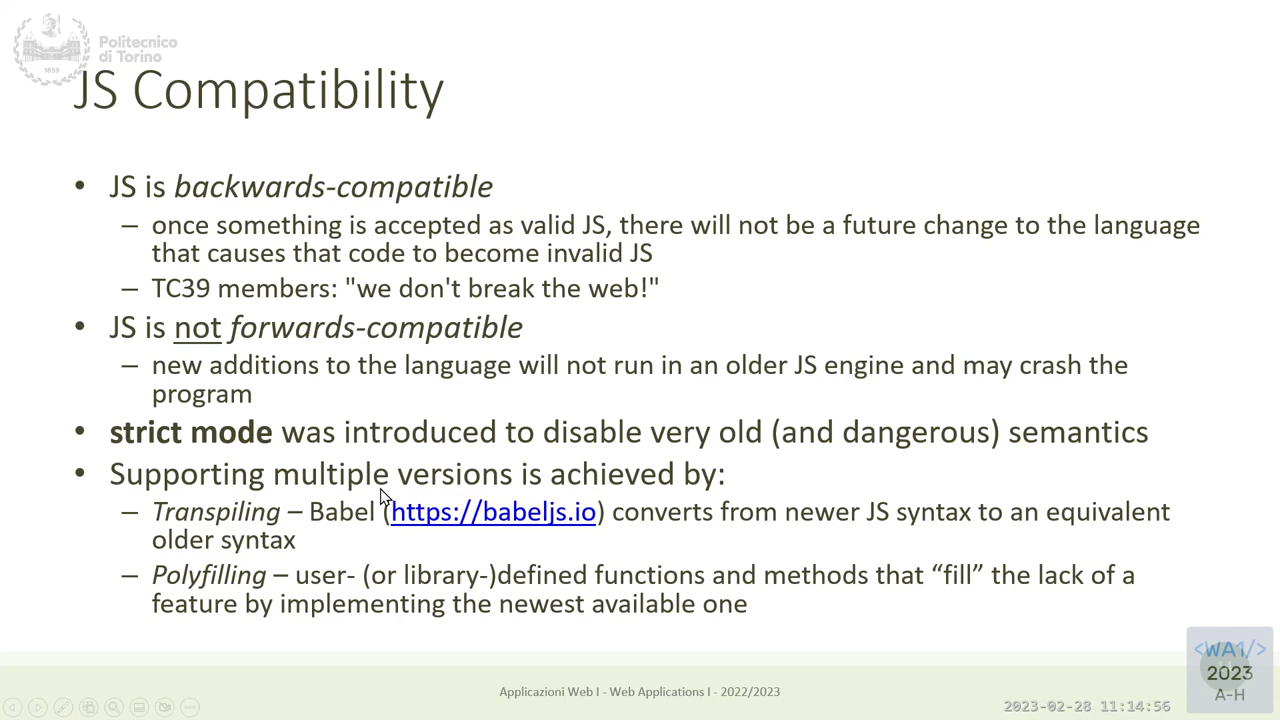 Politecnico
di Torino
1859
JS Compatibility
• JS is backwards-compatible
– once something is accepted as valid JS, there will not be a future change to the language
that causes that code to become invalid JS
– TC39 members: "we don't break the web!"
• JS is not forwards-compatible
– new additions to the language will not run in an older JS engine and may crash the
program
• strict mode was introduced to disable very old (and dangerous) semantics
• Supporting multiple versions is achieved by:
– Transpiling – Babel (https://babeljs.io) converts from newer JS syntax to an equivalent
older syntax
– Polyfilling – user- (or library-)defined functions and methods that “fill” the lack of a
feature by implementing the newest available one
<WA1/>
2023
A-H
Applicazioni Web I - Web Applications I - 2022/2023
2023-02-28 11:14:56